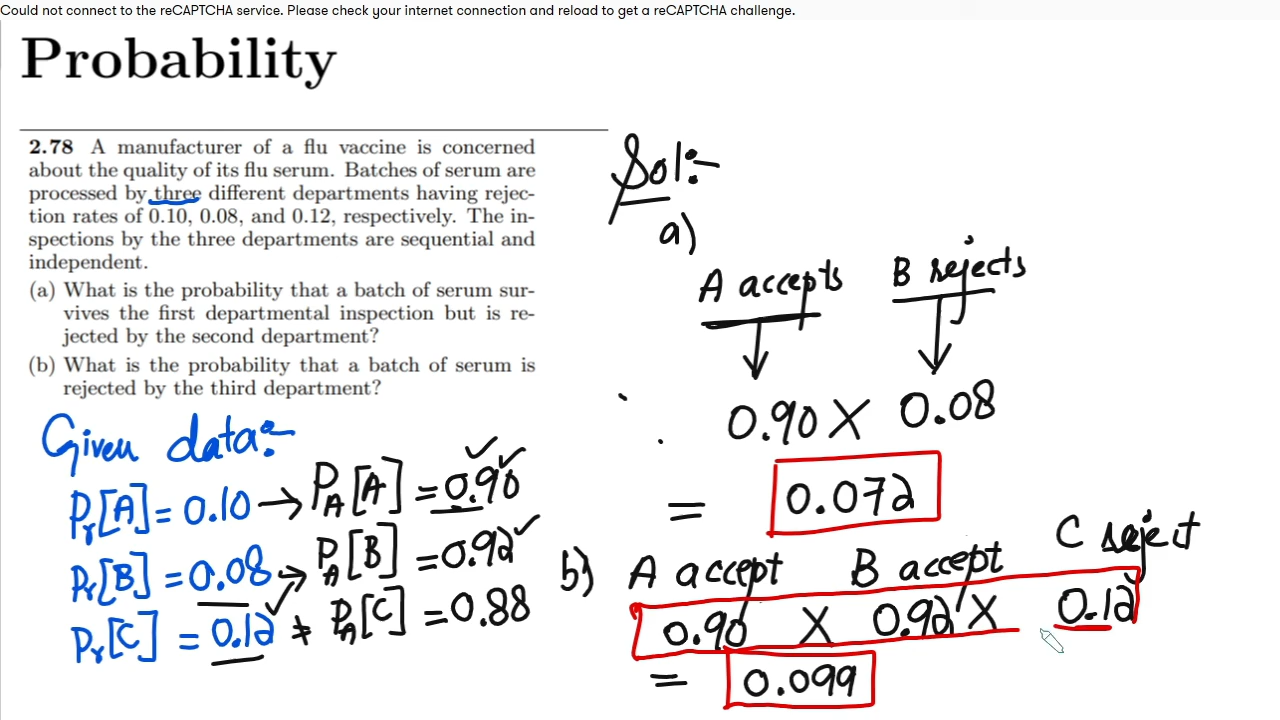 Could not connect to the reCAPTCHA service. Please check your internet connection and reload to get a reCAPTCHA challenge.
Probability
2.78 A manufacturer of a flu vaccine is concerned
about the quality of its flu serum. Batches of serum are
processed by three different departments having rejec-
tion rates of 0.10, 0.08, and 0.12, respectively. The in-
spections by the three departments are sequential and
independent.
(a) What is the probability that a batch of serum sur-
vives the first departmental inspection but is re-
jected by the second department?
(b) What is the probability that a batch of serum is
rejected by the third department?
Given data:-
Pr[A] = 0.10 → PA[A] = 0.90
Pr[B] = 0.08 → PA[B] = 0.92
Pr[C] = 0.12 → PA[C] = 0.88
Sol:-
a)
A accepts B rejects
0.90 X 0.08
= 0.072
b) A accept B accept C reject
0.90 X 0.92 X 0.12
= 0.099